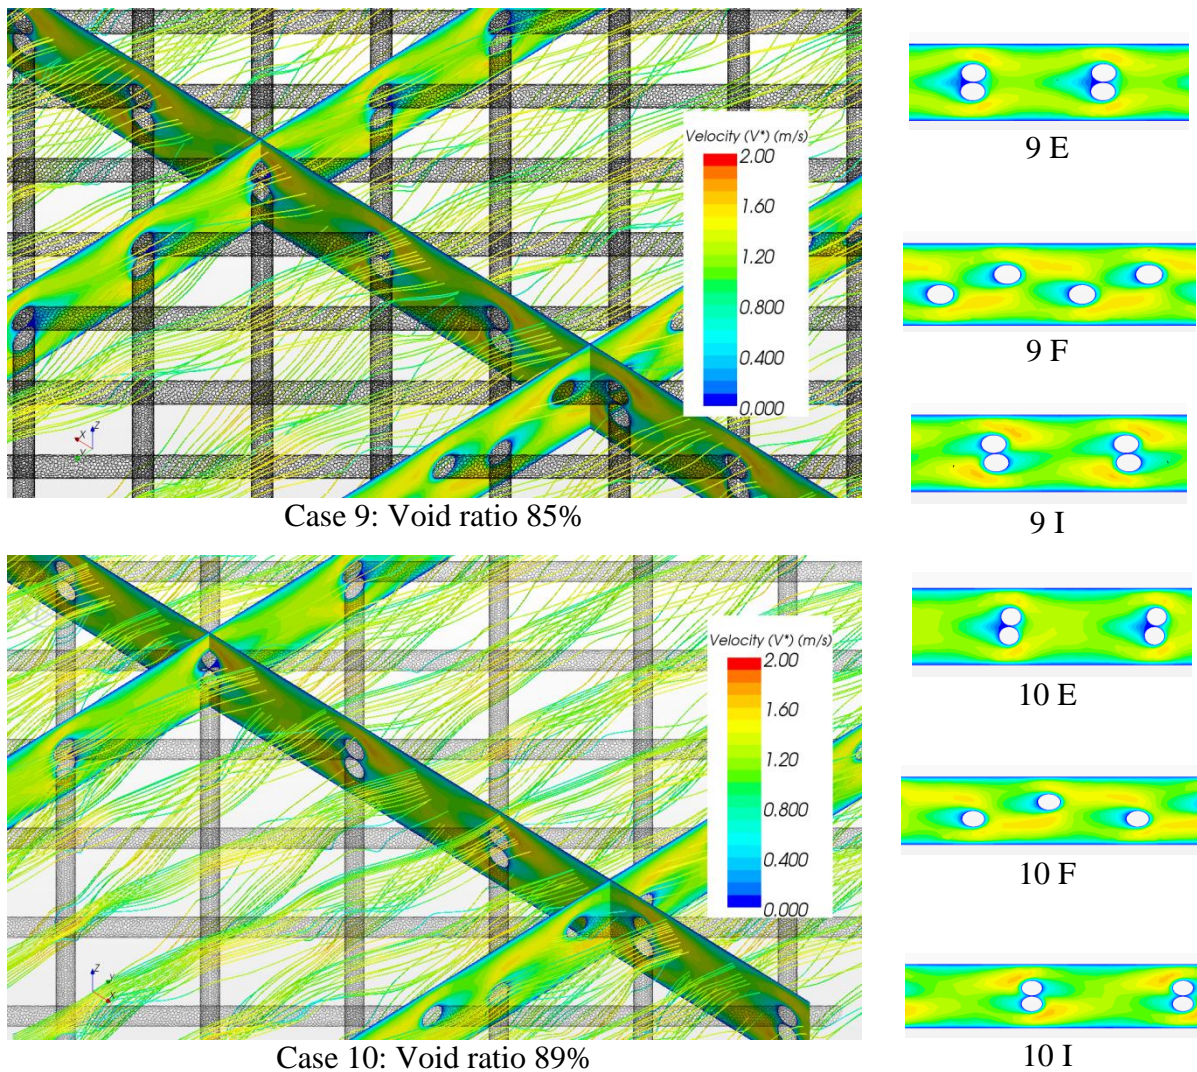 Velocity (V*) (m/s)
2.00
1.60
1.20
0.800
0.400
0.000
X
Z
Y
Case 9: Void ratio 85%
9 E
9 F
9 I
Velocity (V*) (m/s)
2.00
1.60
1.20
0.800
0.400
0.000
Z
Y
X
Case 10: Void ratio 89%
10 E
10 F
10 I